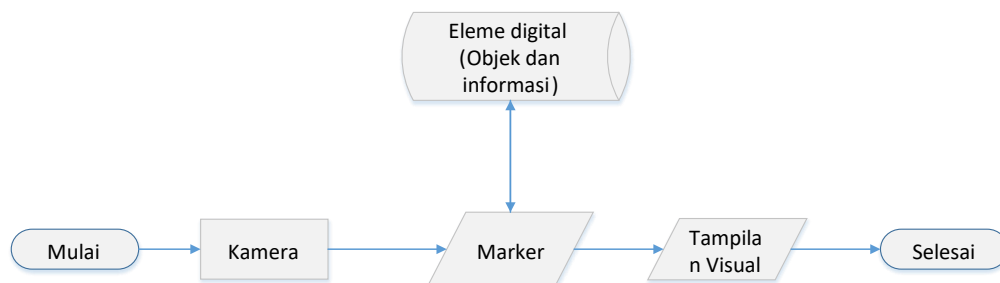 Eleme digital
(Objek dan
informasi)
Mulai
Kamera
Marker
Tampila
n Visual
Selesai